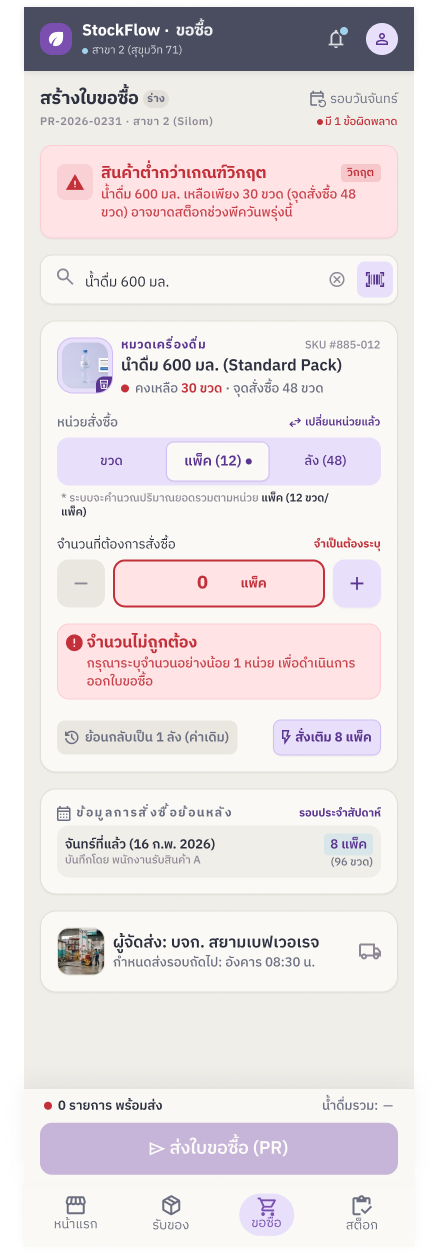 StockFlow · ขอซื้อ
สาขา 2 (สุขุมวิท 71)
สร้างใบขอซื้อ ร่าง
รอบวันจันทร์
PR-2026-0231 · สาขา 2 (Silom)
มี 1 ข้อผิดพลาด
สินค้าต่ำกว่าเกณฑ์วิกฤต
วิกฤต
น้ำดื่ม 600 มล. เหลือเพียง 30 ขวด (จุดสั่งซื้อ 48
ขวด) อาจขาดสต็อกช่วงพีควันพรุ่งนี้
น้ำดื่ม 600 มล.
หมวดเครื่องดื่ม
SKU #885-012
น้ำดื่ม 600 มล. (Standard Pack)
คงเหลือ 30 ขวด · จุดสั่งซื้อ 48 ขวด
หน่วยสั่งซื้อ
เปลี่ยนหน่วยแล้ว
ขวด
แพ็ค (12)
ลัง (48)
* ระบบจะคำนวณปริมาณยอดรวมตามหน่วย แพ็ค (12 ขวด/
แพ็ค)
จำนวนที่ต้องการสั่งซื้อ
จำเป็นต้องระบุ
− 0 แพ็ค +
จำนวนไม่ถูกต้อง
กรุณาระบุจำนวนอย่างน้อย 1 หน่วย เพื่อดำเนินการ
ออกใบขอซื้อ
ย้อนกลับเป็น 1 ลัง (ค่าเดิม)
สั่งเติม 8 แพ็ค
ข้อมูลการสั่งซื้อย้อนหลัง
รอบประจำสัปดาห์
จันทร์ที่แล้ว (16 ก.พ. 2026)
8 แพ็ค
บันทึกโดย พนักงานรับสินค้า A
(96 ขวด)
ผู้จัดส่ง: บจก. สยามเบฟเวอเรจ
กำหนดส่งรอบถัดไป: อังคาร 08:30 น.
0 รายการ พร้อมส่ง
น้ำดื่มรวม: —
ส่งใบขอซื้อ (PR)
หน้าแรก
รับของ
ขอซื้อ
สต็อก